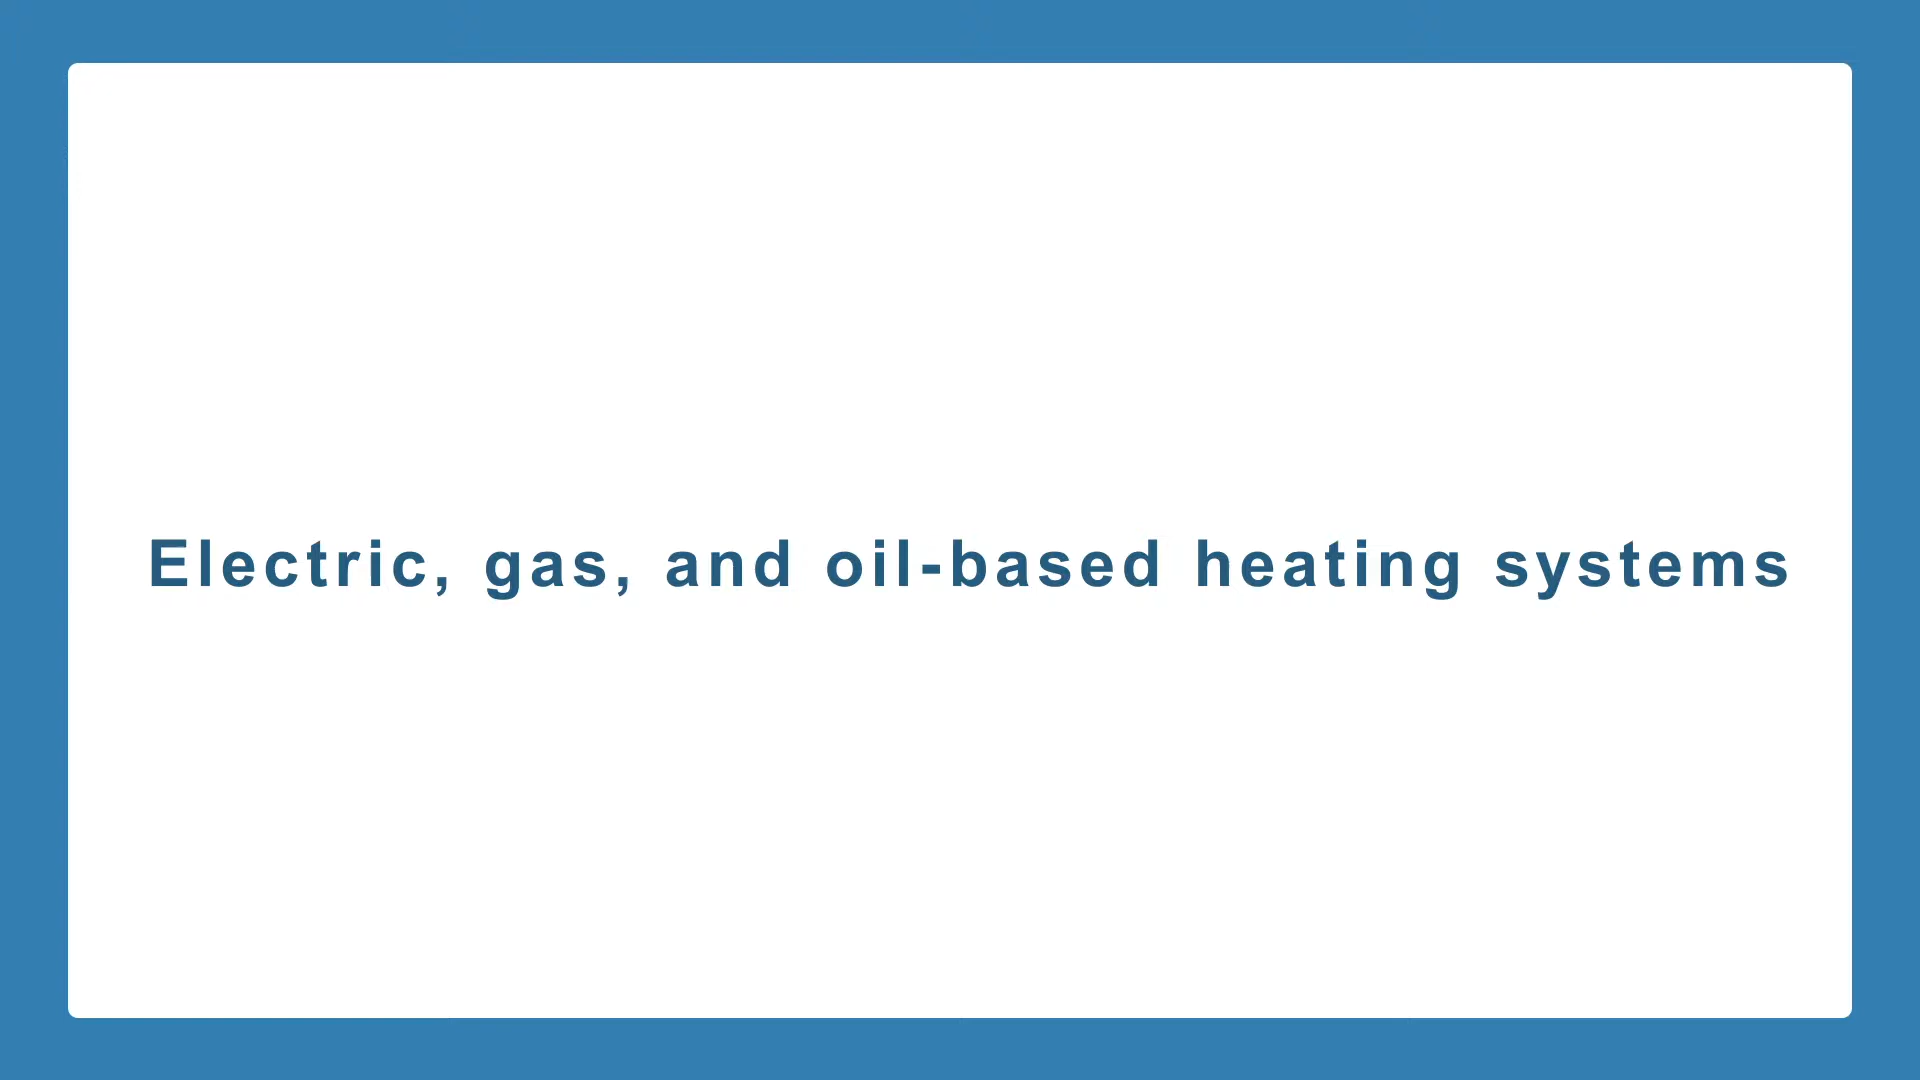 Electric, gas, and oil-based heating systems